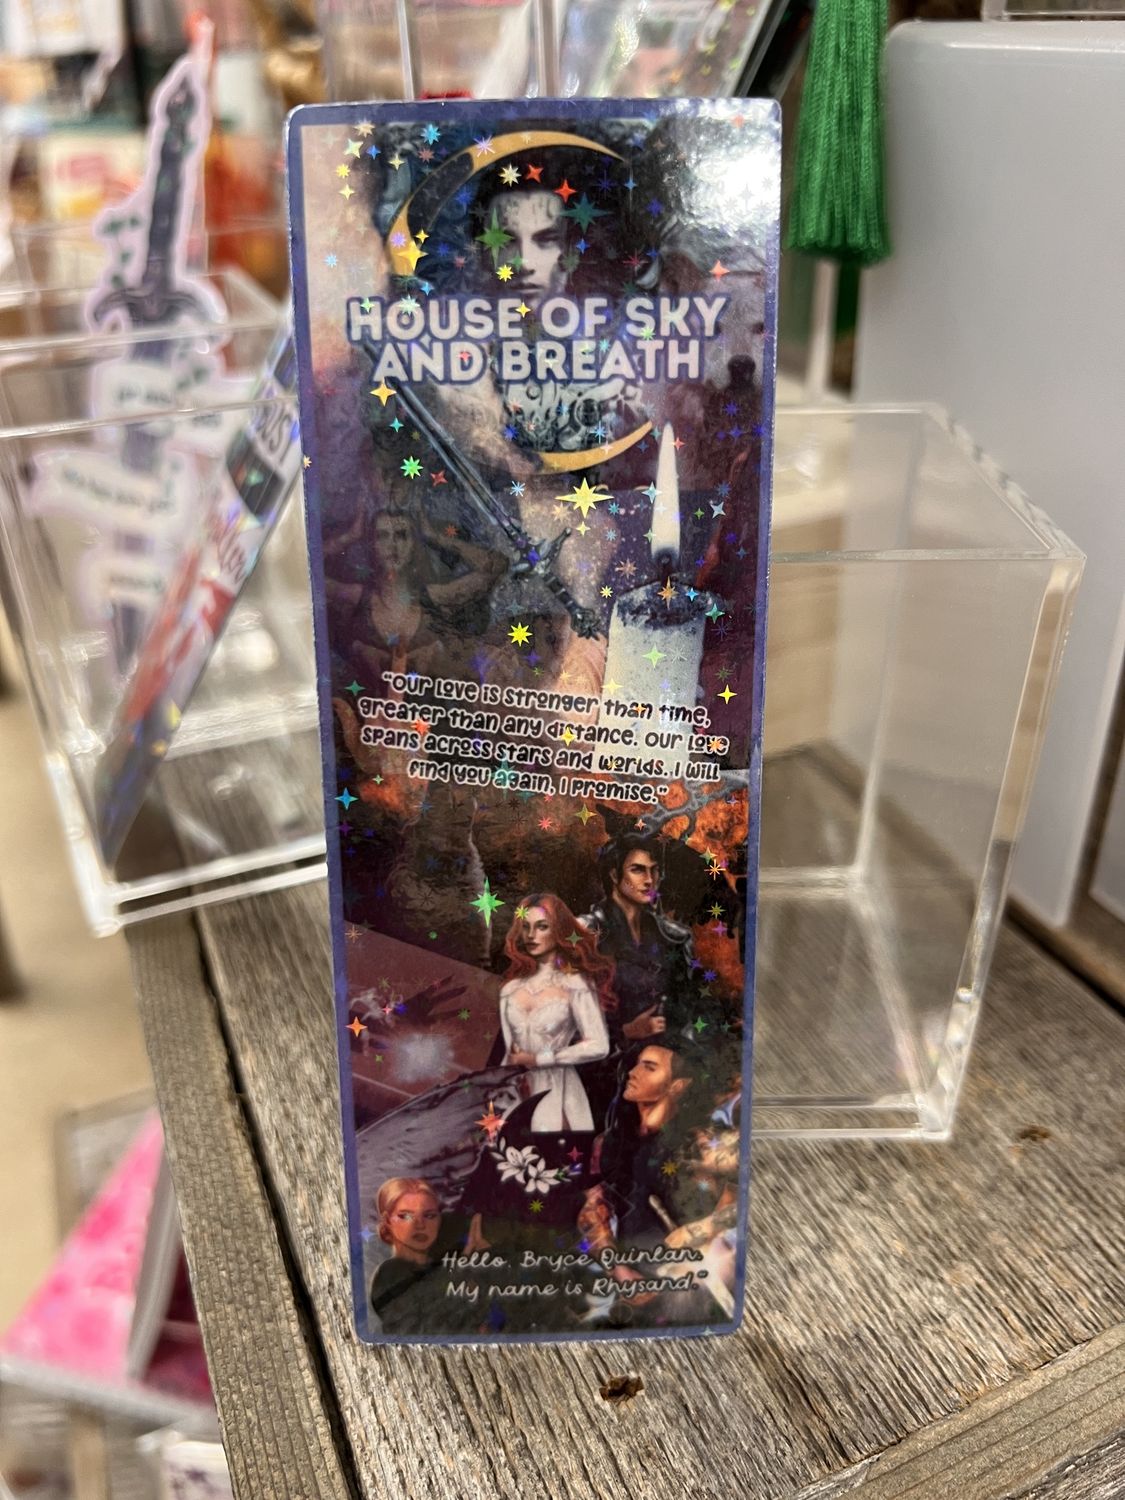 HOUSE OF SKY
AND BREATH
"Our love is stronger than time,
greater than any distance. Our love
spans across stars and worlds. I will
find you again, I promise."
Hello, Bryce Quinlan.
My name is Rhysand."